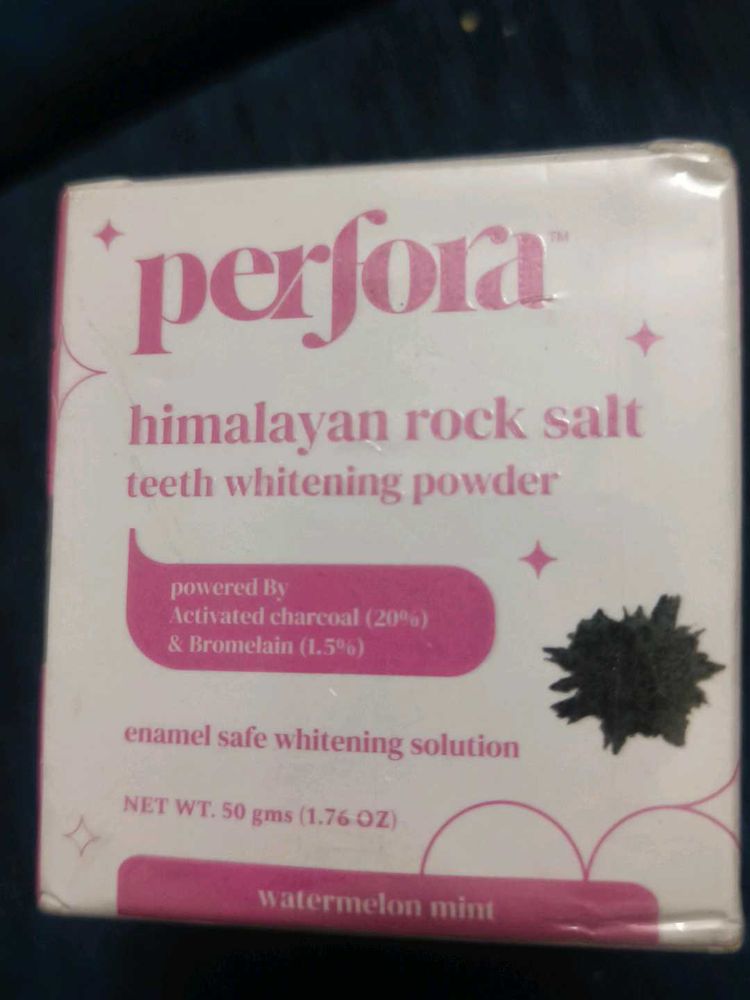 perfora™
himalayan rock salt
teeth whitening powder
powered By
Activated charcoal (20%)
& Bromelain (1.5%)
enamel safe whitening solution
NET WT. 50 gms (1.76 OZ)
watermelon mint